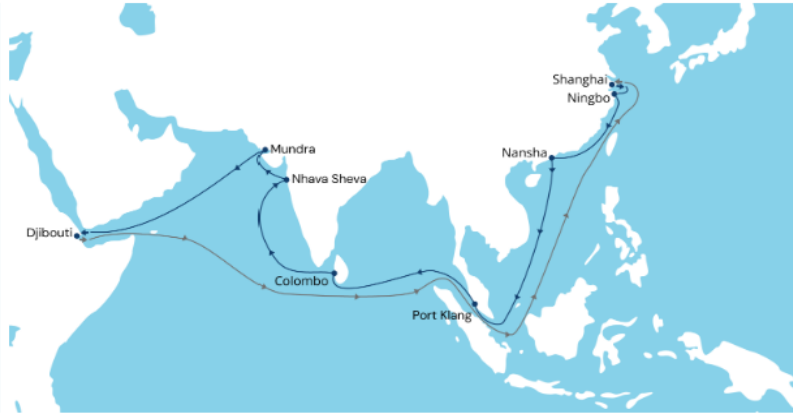 Shanghai
Ningbo
Mundra
Nansha
Nhava Sheva
Djibouti
Colombo
Port Klang